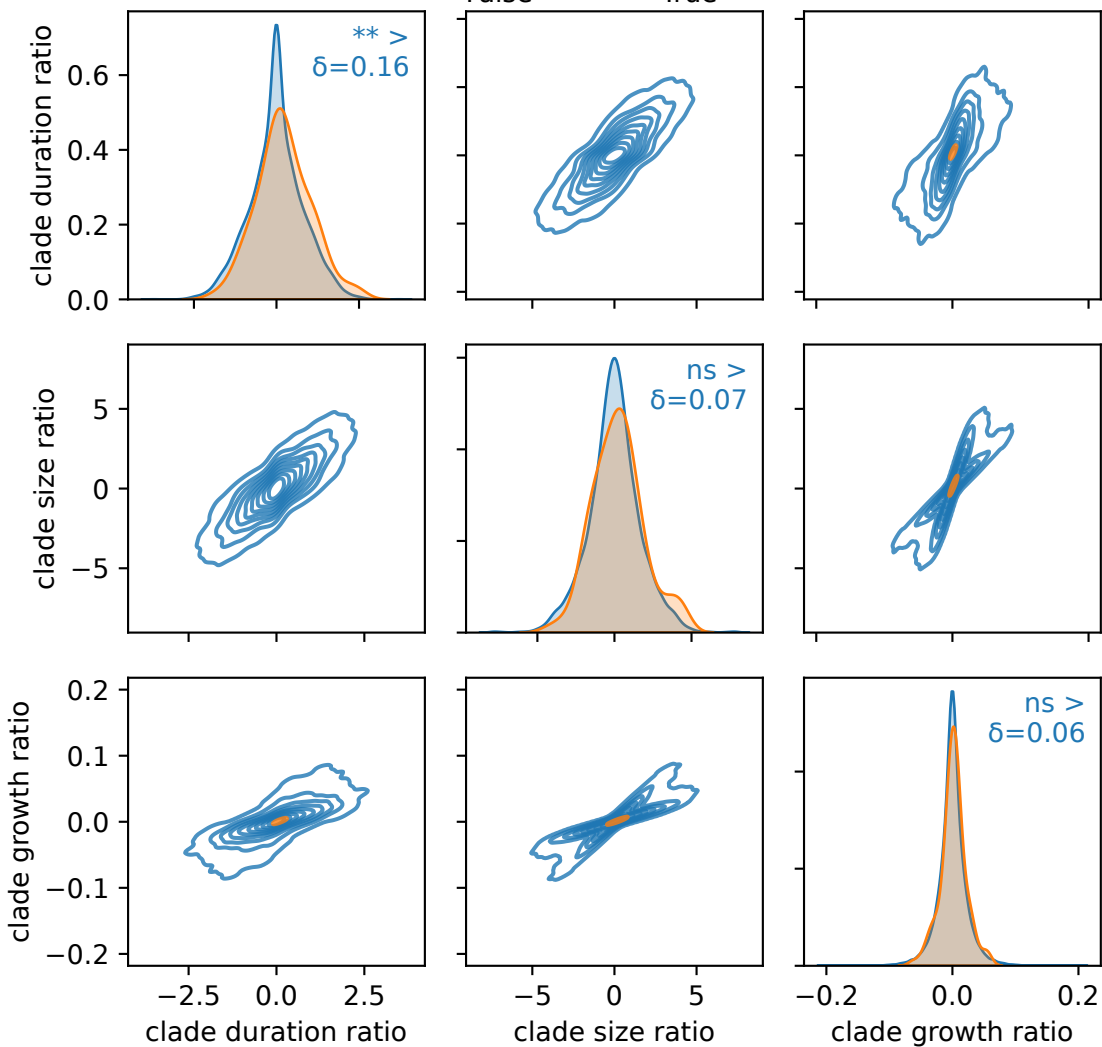 clade duration ratio
0.6
0.4
0.2
0.0
** >
δ=0.16
clade size ratio
5
0
−5
ns >
δ=0.07
clade growth ratio
0.2
0.1
0.0
−0.1
−0.2
ns >
δ=0.06
−2.5 0.0 2.5
−5 0 5
−0.2 0.0 0.2
clade duration ratio
clade size ratio
clade growth ratio